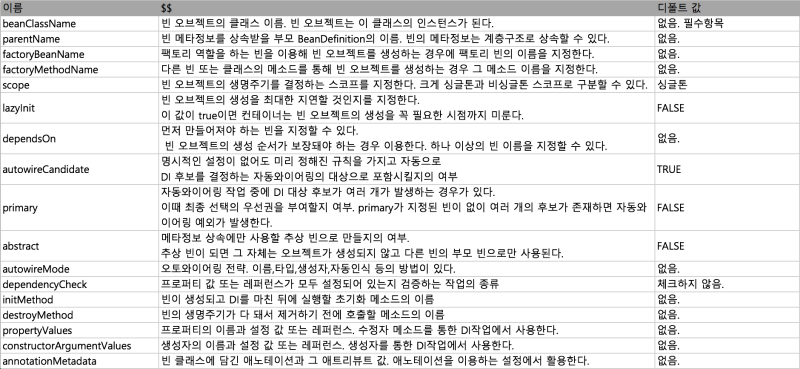 이름 $$ 디폴트 값
beanClassName 빈 오브젝트의 클래스 이름. 빈 오브젝트는 이 클래스의 인스턴스가 된다. 없음. 필수항목
parentName 빈 메타정보를 상속받을 부모 BeanDefinition의 이름. 빈의 메타정보는 계층구조로 상속할 수 있다. 없음.
factoryBeanName 팩토리 역할을 하는 빈을 이용해 빈 오브젝트를 생성하는 경우에 팩토리 빈의 이름을 지정한다. 없음.
factoryMethodName 다른 빈 또는 클래스의 메소드를 통해 빈 오브젝트를 생성하는 경우 그 메소드 이름을 지정한다. 없음.
scope 빈 오브젝트의 생명주기를 결정하는 스코프를 지정한다. 크게 싱글톤과 비싱글톤 스코프로 구분할 수 있다. 싱글톤
빈 오브젝트의 생성을 최대한 지연할 것인지를 지정한다.
lazyInit 이 값이 true이면 컨테이너는 빈 오브젝트의 생성을 꼭 필요한 시점까지 미룬다. FALSE
먼저 만들어져야 하는 빈을 지정할 수 있다.
dependsOn 빈 오브젝트의 생성 순서가 보장돼야 하는 경우 이용한다. 하나 이상의 빈 이름을 지정할 수 있다. 없음.
명시적인 설정이 없어도 미리 정해진 규칙을 가지고 자동으로
autowireCandidate DI 후보를 결정하는 자동와이어링의 대상으로 포함시킬지의 여부 TRUE
자동와이어링 작업 중에 DI 대상 후보가 여러 개가 발생하는 경우가 있다.
primary 이때 최종 선택의 우선권을 부여할지 여부. primary가 지정된 빈이 없이 여러 개의 후보가 존재하면 자동와 FALSE
이어링 예외가 발생한다.
메타정보 상속에만 사용할 추상 빈으로 만들지의 여부.
abstract 추상 빈이 되면 그 자체는 오브젝트가 생성되지 않고 다른 빈의 부모 빈으로만 사용된다. FALSE
autowireMode 오토와이어링 전략. 이름,타입,생성자,자동인식 등의 방법이 있다. 없음.
dependencyCheck 프로퍼티 값 또는 레퍼런스가 모두 설정되어 있는지 검증하는 작업의 종류 체크하지 않음.
initMethod 빈이 생성되고 DI를 마친 뒤에 실행할 초기화 메소드의 이름 없음.
destroyMethod 빈의 생명주기가 다 돼서 제거하기 전에 호출할 메소드의 이름 없음.
propertyValues 프로퍼티의 이름과 설정 값 또는 레퍼런스. 수정자 메소드를 통한 DI작업에서 사용한다. 없음.
constructorArgumentValues 생성자의 이름과 설정 값 또는 레퍼런스. 생성자를 통한 DI작업에서 사용한다. 없음.
annotationMetadata 빈 클래스에 담긴 애노테이션과 그 애트리뷰트 값. 애노테이션을 이용하는 설정에서 활용한다. 없음.